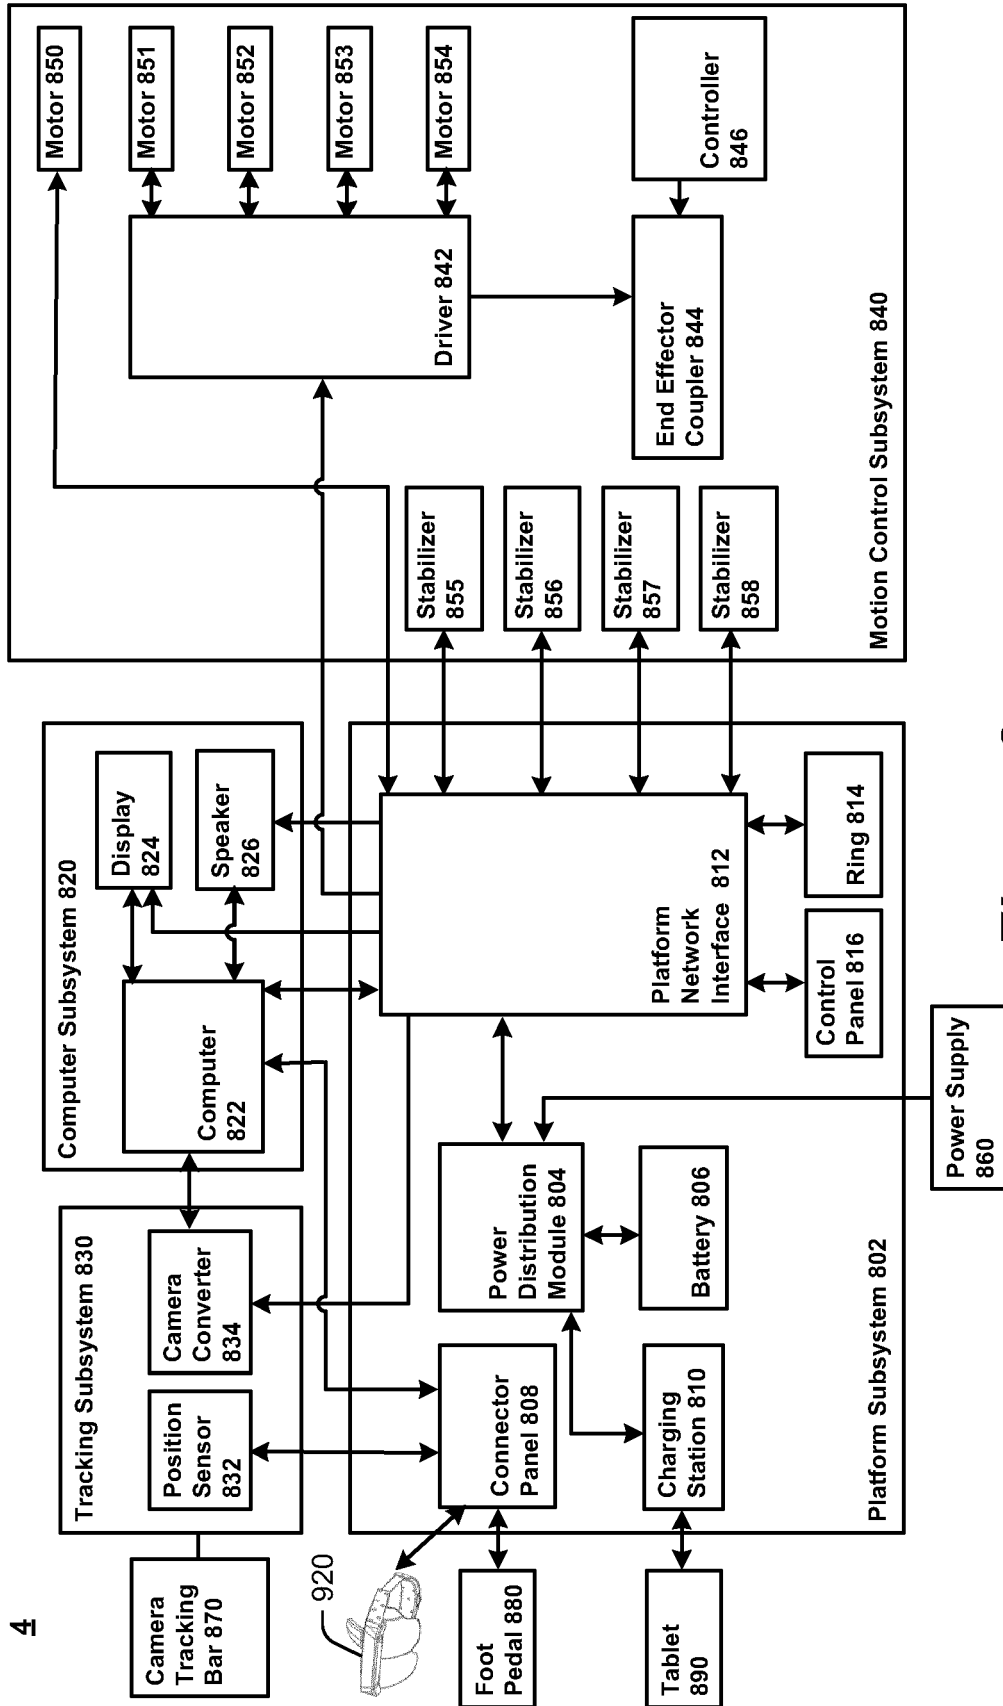 4
Camera
Tracking
Bar 870
Tracking Subsystem 830
Position
Sensor
832
Camera
Converter
834
Computer Subsystem 820
Computer
822
Display
824
Speaker
826
920
Foot
Pedal 880
Tablet
890
Platform Subsystem 802
Connector
Panel 808
Charging
Station 810
Power
Distribution
Module 804
Battery 806
Platform
Network
Interface 812
Control
Panel 816
Ring 814
Power Supply
860
Motion Control Subsystem 840
Stabilizer
855
Stabilizer
856
Stabilizer
857
Stabilizer
858
Driver 842
End Effector
Coupler 844
Controller
846
Motor 850
Motor 851
Motor 852
Motor 853
Motor 854